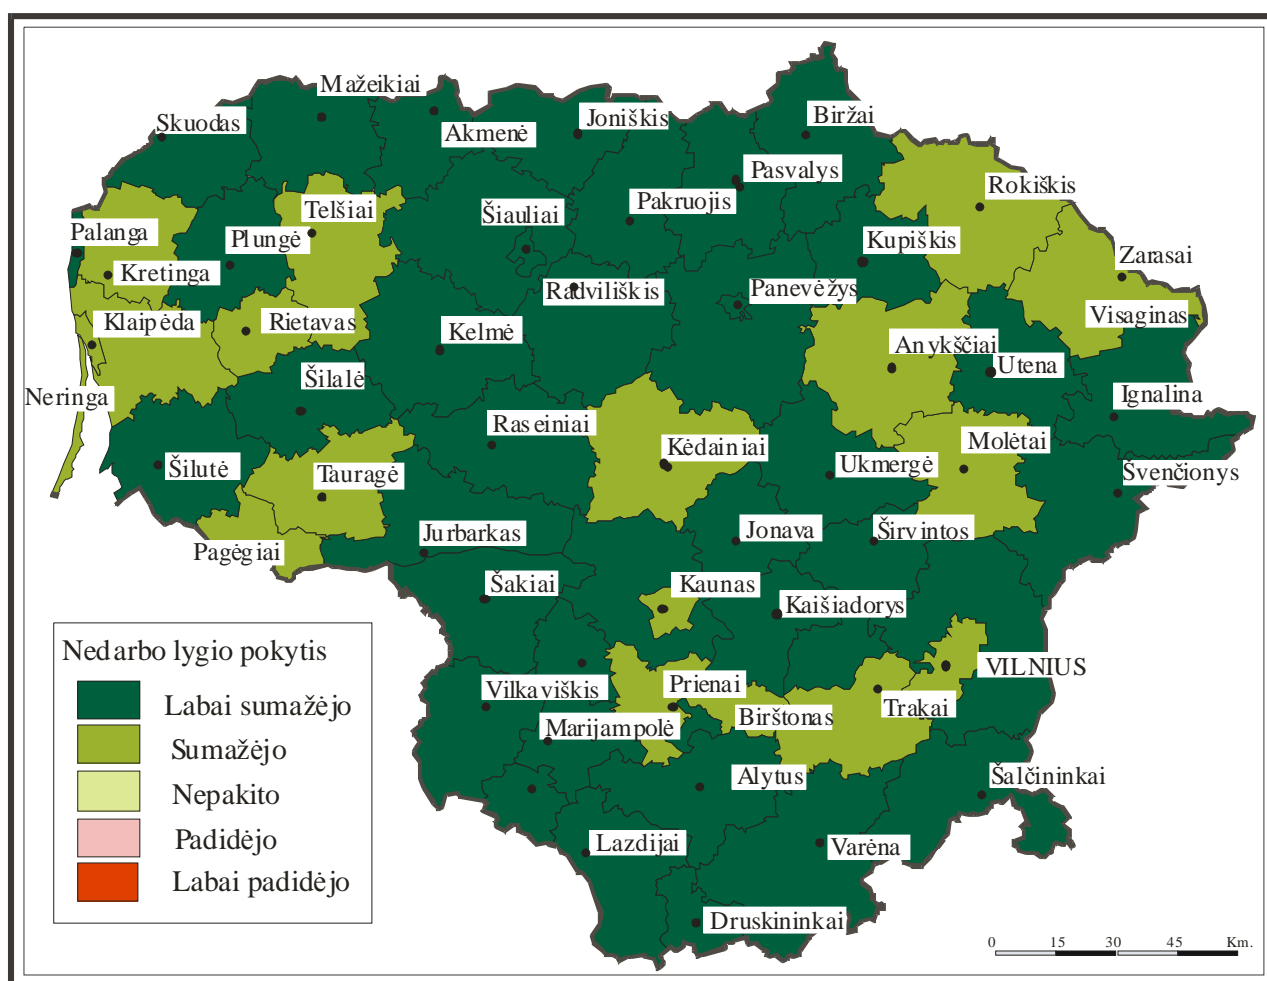 Mažeikiai
Skuodas
Akmenė
Joniškis
Biržai
Pasvalys
Rokiškis
Telšiai
Šiauliai
Pakruojis
Palanga
Plungė
Kupiškis
Zarasai
Kretinga
Radviliškis
Panevėžys
Klaipėda
Rietavas
Visaginas
Kelmė
Anykščiai
Utena
Šilalė
Neringa
Ignalina
Raseiniai
Kėdainiai
Molėtai
Šilutė
Tauragė
Ukmergė
Švenčionys
Jurbarkas
Jonava
Širvintos
Pagėgiai
Šakiai
Kaunas
Kaišiadorys
Nedarbo lygio pokytis
Labai sumažėjo
Sumažėjo
Nepakito
Padidėjo
Labai padidėjo
VILNIUS
Vilkaviškis
Prienai
Trakai
Marijampolė
Birštonas
Alytus
Šalčininkai
Lazdijai
Varėna
Druskininkai
0 15 30 45 Km.